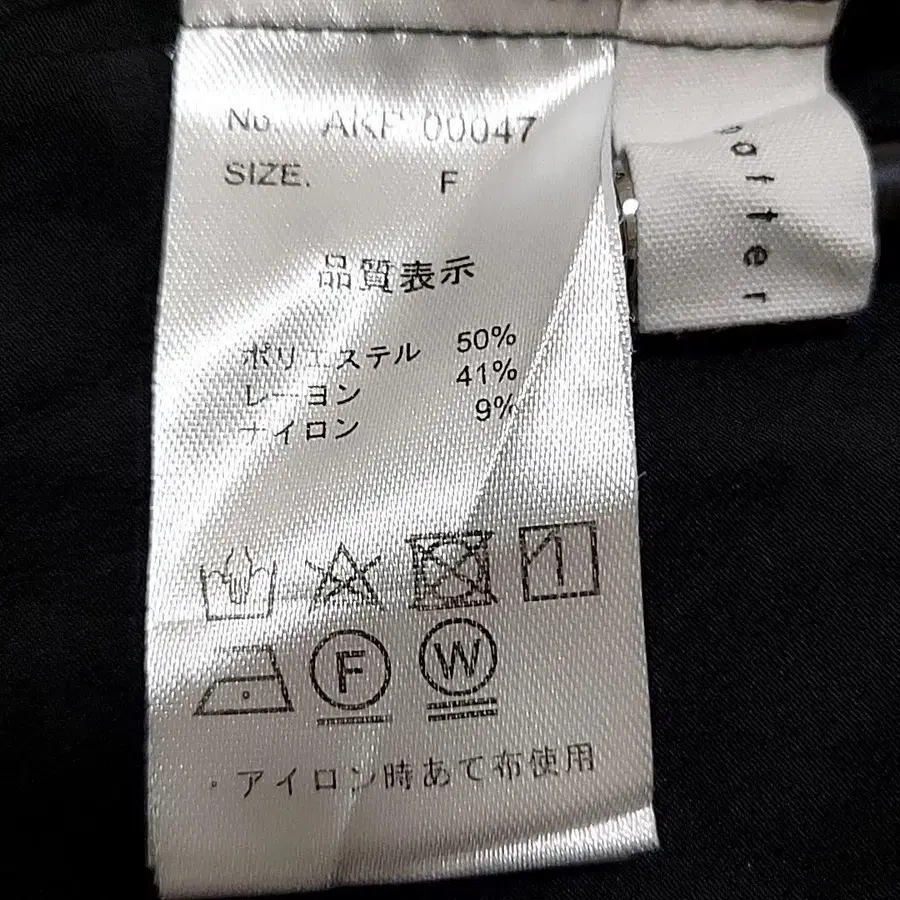 No. AKP 00047
SIZE. F
品質表示
ポリエステル 50%
レーヨン 41%
ナイロン 9%
F W
・アイロン時あて布使用